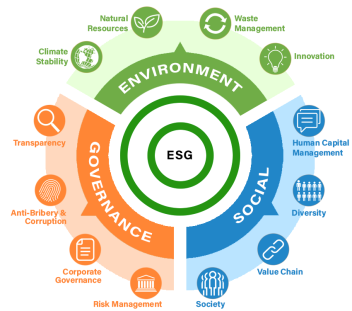 Natural
Resources
Waste
Management
Climate
Stability
Innovation
ENVIRONMENT
Transparency
Human Capital
Management
ESG
GOVERNANCE
SOCIAL
Anti-Bribery &
Corruption
Diversity
Corporate
Governance
Value Chain
Risk Management
Society